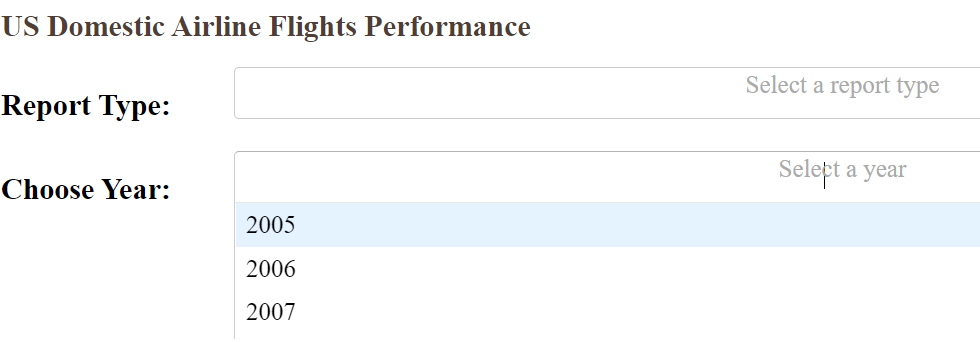 US Domestic Airline Flights Performance
Report Type:
Select a report type
Choose Year:
Select a year
2005
2006
2007